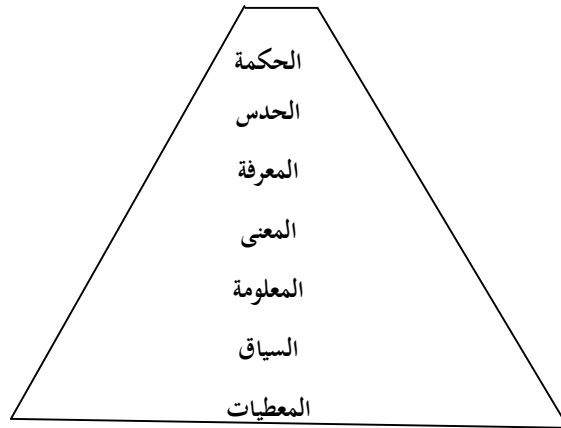 الحكمة
الحدس
المعرفة
المعنى
المعلومة
السياق
المعطيات